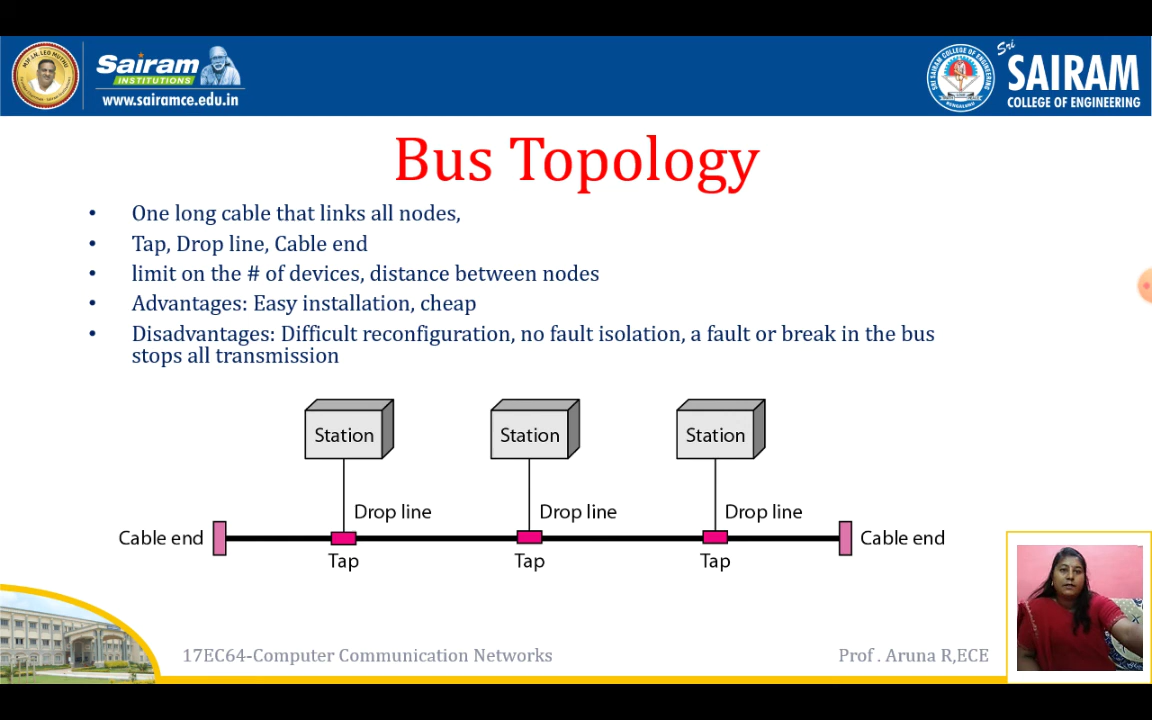 Sairam
INSTITUTIONS
www.sairamce.edu.in
Sri
SAIRAM
COLLEGE OF ENGINEERING
Bus Topology
• One long cable that links all nodes,
• Tap, Drop line, Cable end
• limit on the # of devices, distance between nodes
• Advantages: Easy installation, cheap
• Disadvantages: Difficult reconfiguration, no fault isolation, a fault or break in the bus
stops all transmission
Station Station Station
Drop line Drop line Drop line
Cable end Cable end
Tap Tap Tap
17EC64-Computer Communication Networks
Prof . Aruna R,ECE